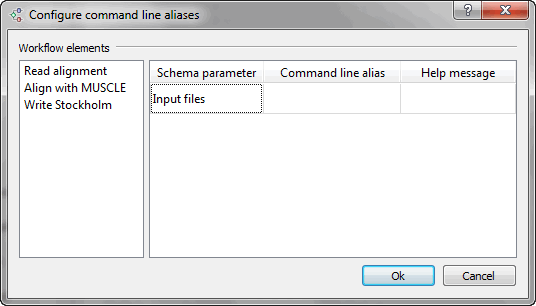 Configure command line aliases
Workflow elements
Read alignment
Align with MUSCLE
Write Stockholm
Schema parameter Command line alias Help message
Input files
Ok Cancel